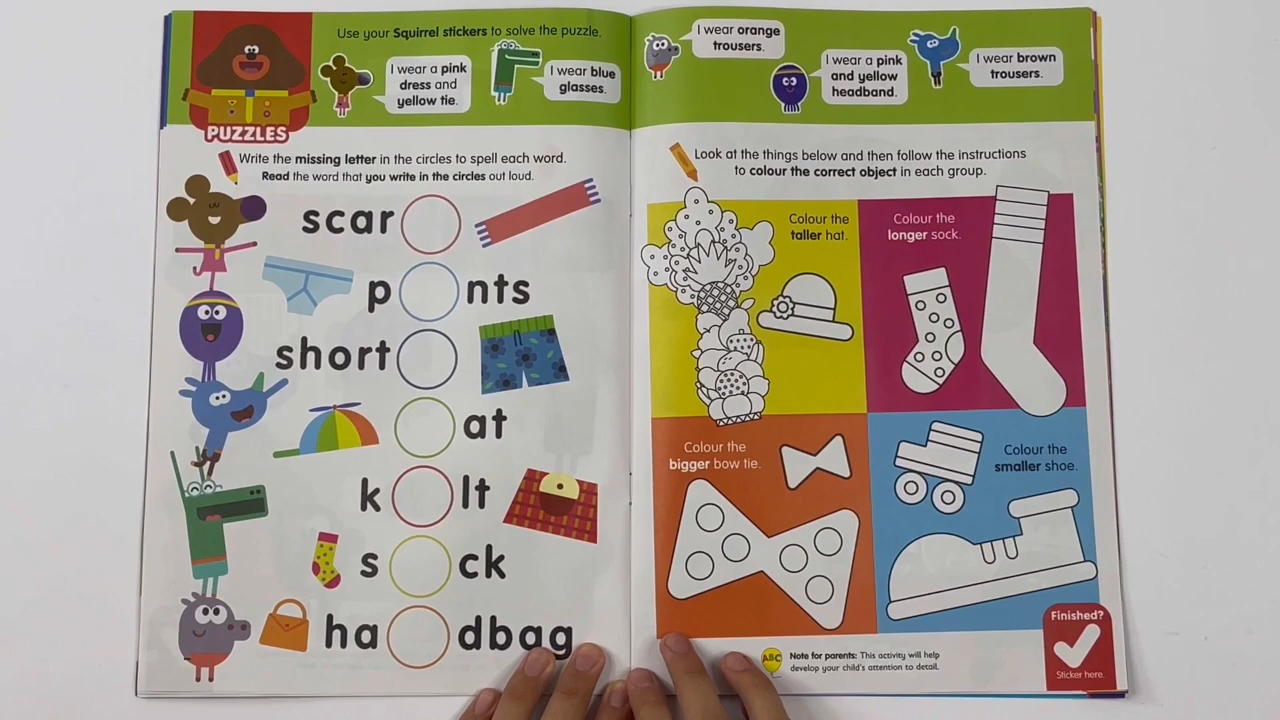 PUZZLES
Use your Squirrel stickers to solve the puzzle.
I wear a pink
dress and
yellow tie.
I wear blue
glasses.
Write the missing letter in the circles to spell each word.
Read the word that you write in the circles out loud.
scar
p nts
short
at
k lt
s ck
ha dbag
I wear orange
trousers.
I wear a pink
and yellow
headband.
I wear brown
trousers.
Look at the things below and then follow the instructions
to colour the correct object in each group.
Colour the
taller hat.
Colour the
longer sock.
Colour the
bigger bow tie.
Colour the
smaller shoe.
ABC
Note for parents: This activity will help
develop your child's attention to detail.
Finished?
Sticker here.